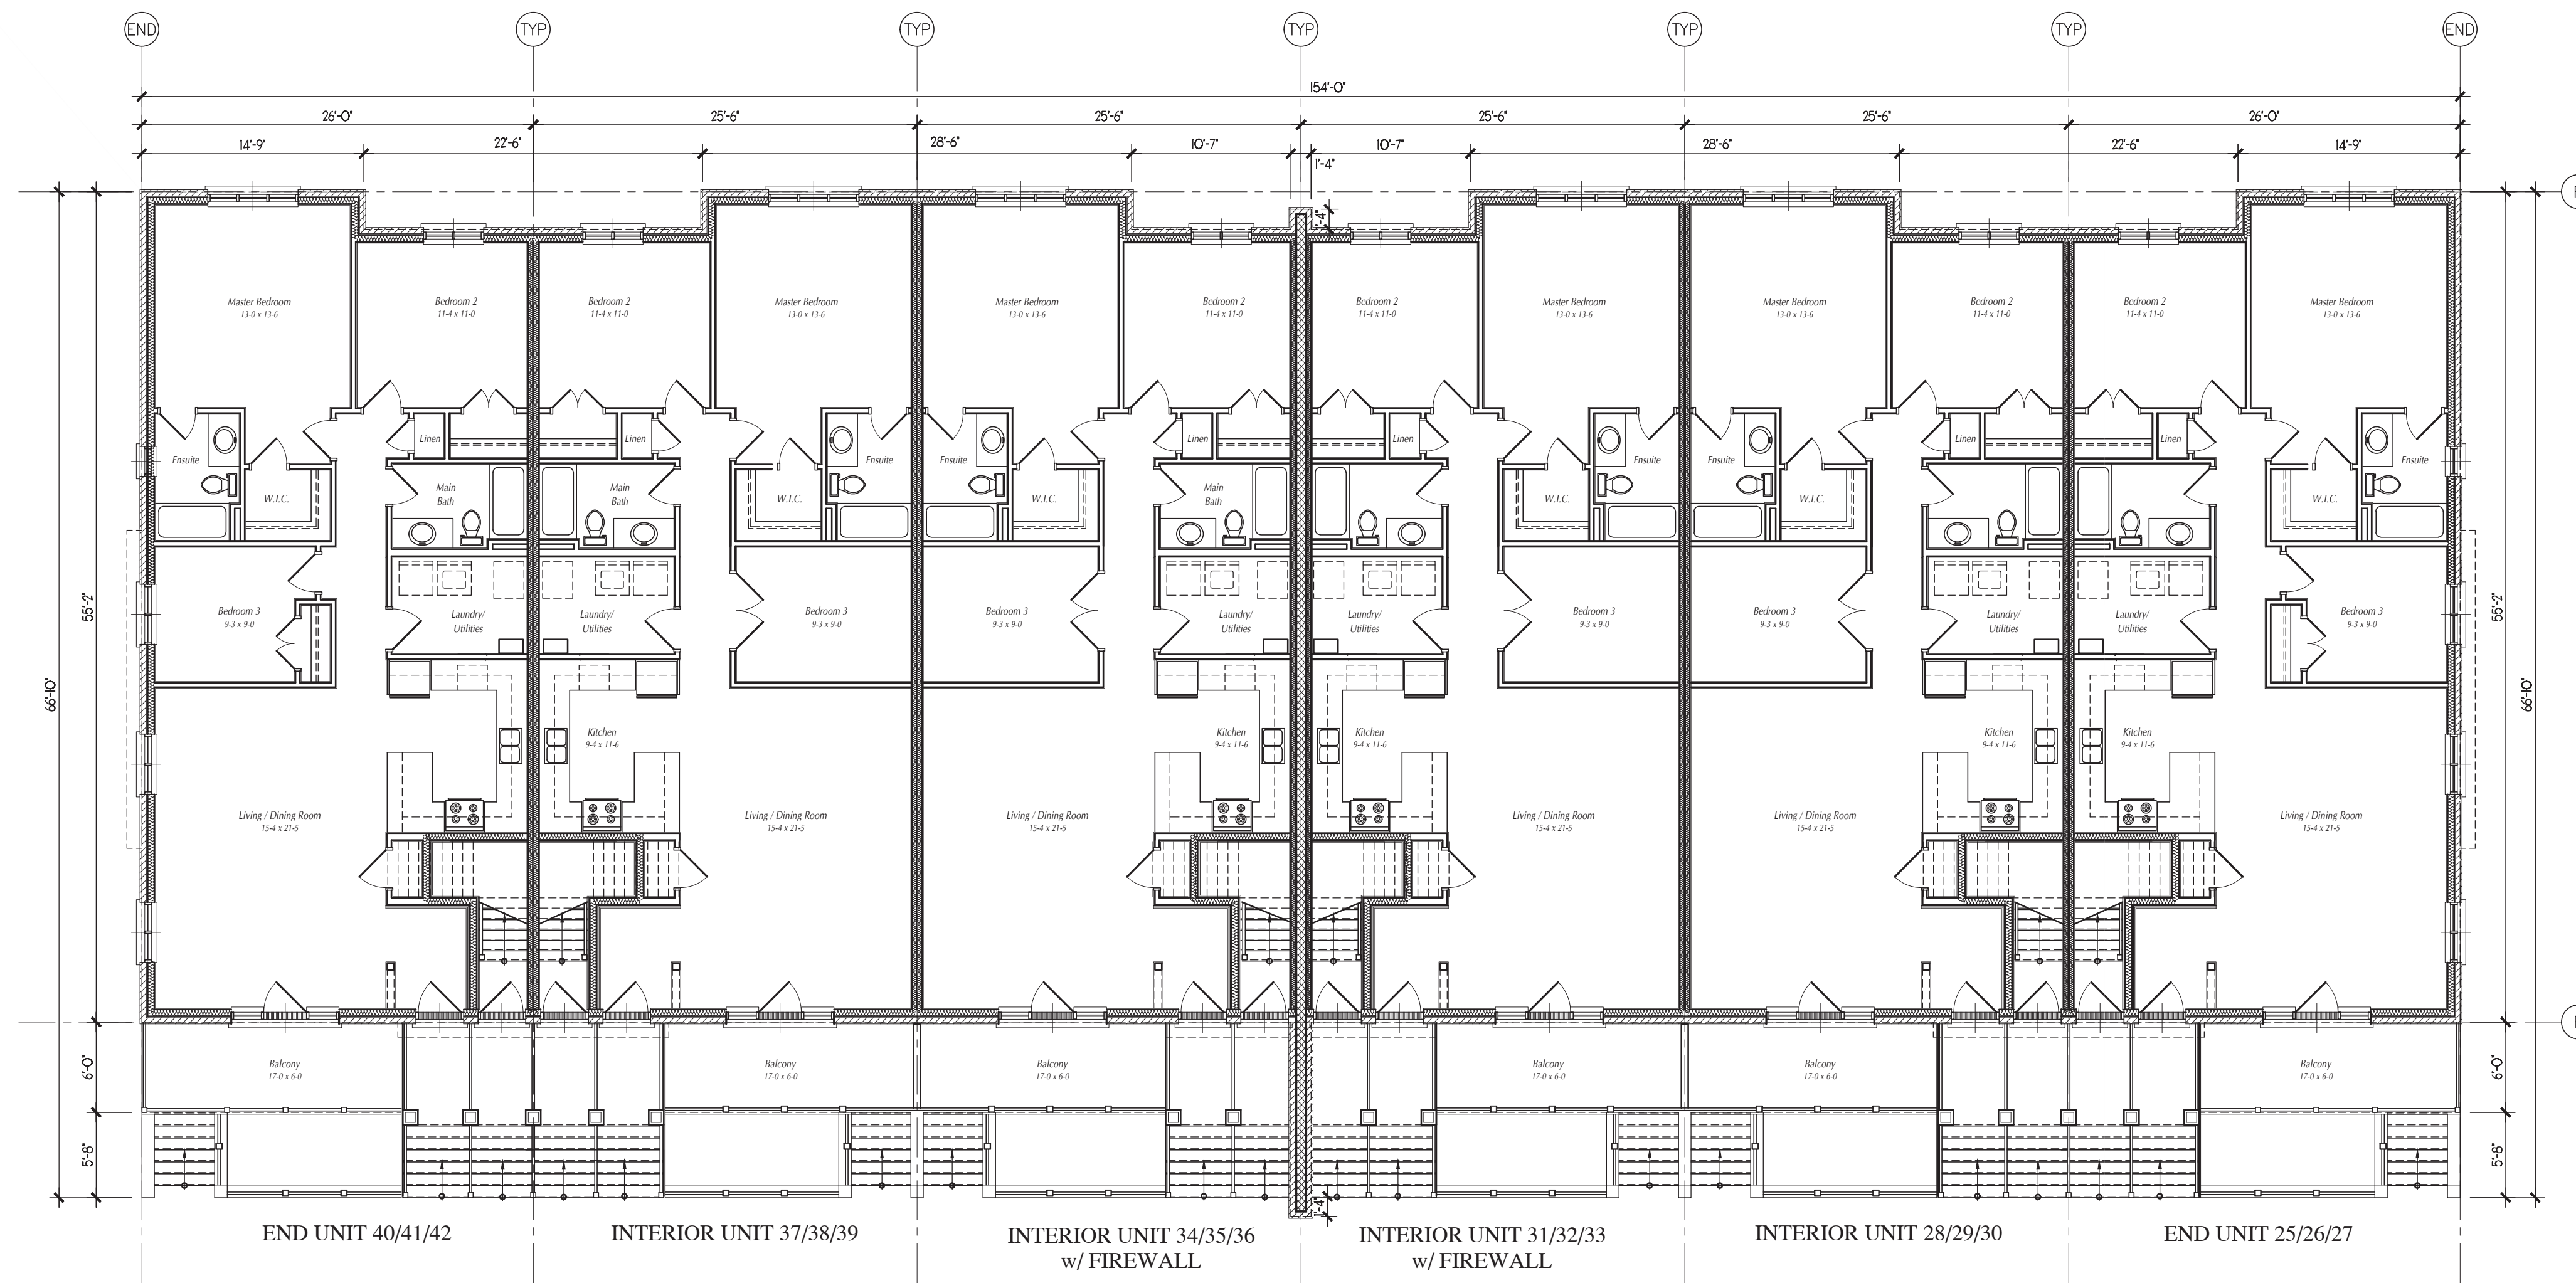 END TYP TYP TYP TYP TYP END
154'-0"
26'-0" 25'-6" 25'-6" 25'-6" 25'-6" 26'-0"
14'-9" 22'-6" 28'-6" 10'-7" 10'-7" 28'-6" 22'-6" 14'-9"
1'-4"
1'-4"
Master Bedroom Bedroom 2 Bedroom 2 Master Bedroom Master Bedroom Bedroom 2 Bedroom 2 Master Bedroom Master Bedroom Bedroom 2 Bedroom 2 Master Bedroom
13-0 x 13-6 11-4 x 11-0 11-4 x 11-0 13-0 x 13-6 13-0 x 13-6 11-4 x 11-0 11-4 x 11-0 13-0 x 13-6 13-0 x 13-6 11-4 x 11-0 11-4 x 11-0 13-0 x 13-6
Linen Linen Linen Linen Linen Linen
Ensuite Ensuite Ensuite Ensuite Ensuite Ensuite
W.I.C. Main Main W.I.C. W.I.C. Main W.I.C. W.I.C. W.I.C.
Bath Bath Bath
55'-2" 55'-2"
Bedroom 3 Laundry/ Laundry/ Bedroom 3 Bedroom 3 Laundry/ Laundry/ Bedroom 3 Bedroom 3 Laundry/ Laundry/ Bedroom 3
9-3 x 9-0 Utilities Utilities 9-3 x 9-0 9-3 x 9-0 Utilities Utilities 9-3 x 9-0 9-3 x 9-0 Utilities Utilities 9-3 x 9-0
66'-10" 66'-10"
Kitchen Kitchen Kitchen Kitchen Kitchen
9-4 x 11-6 9-4 x 11-6 9-4 x 11-6 9-4 x 11-6 9-4 x 11-6
Living / Dining Room Living / Dining Room Living / Dining Room Living / Dining Room Living / Dining Room Living / Dining Room
15-4 x 21-5 15-4 x 21-5 15-4 x 21-5 15-4 x 21-5 15-4 x 21-5 15-4 x 21-5
6'-0" Balcony Balcony Balcony Balcony Balcony Balcony 6'-0"
17-0 x 6-0 17-0 x 6-0 17-0 x 6-0 17-0 x 6-0 17-0 x 6-0 17-0 x 6-0
5'-8" 5'-8"
1'-4"
END UNIT 40/41/42 INTERIOR UNIT 37/38/39 INTERIOR UNIT 34/35/36 INTERIOR UNIT 31/32/33 INTERIOR UNIT 28/29/30 END UNIT 25/26/27
w/ FIREWALL w/ FIREWALL